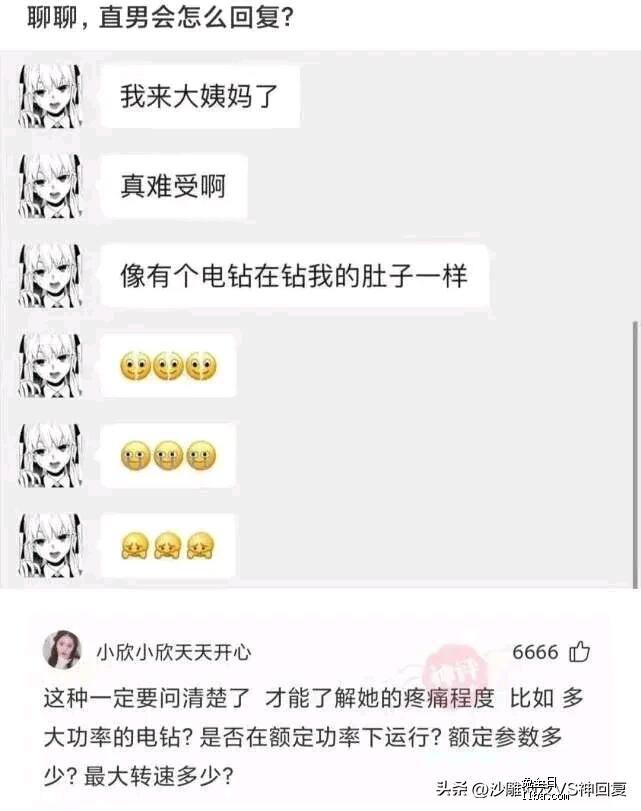 聊聊，直男会怎么回复？
我来大姨妈了
真难受啊
像有个电钻在钻我的肚子一样
小欣小欣天天开心
6666
这种一定要问清楚了 才能了解她的疼痛程度 比如 多
大功率的电钻？是否在额定功率下运行？额定参数多
少？最大转速多少？
头条 @沙雕物云VS神回复